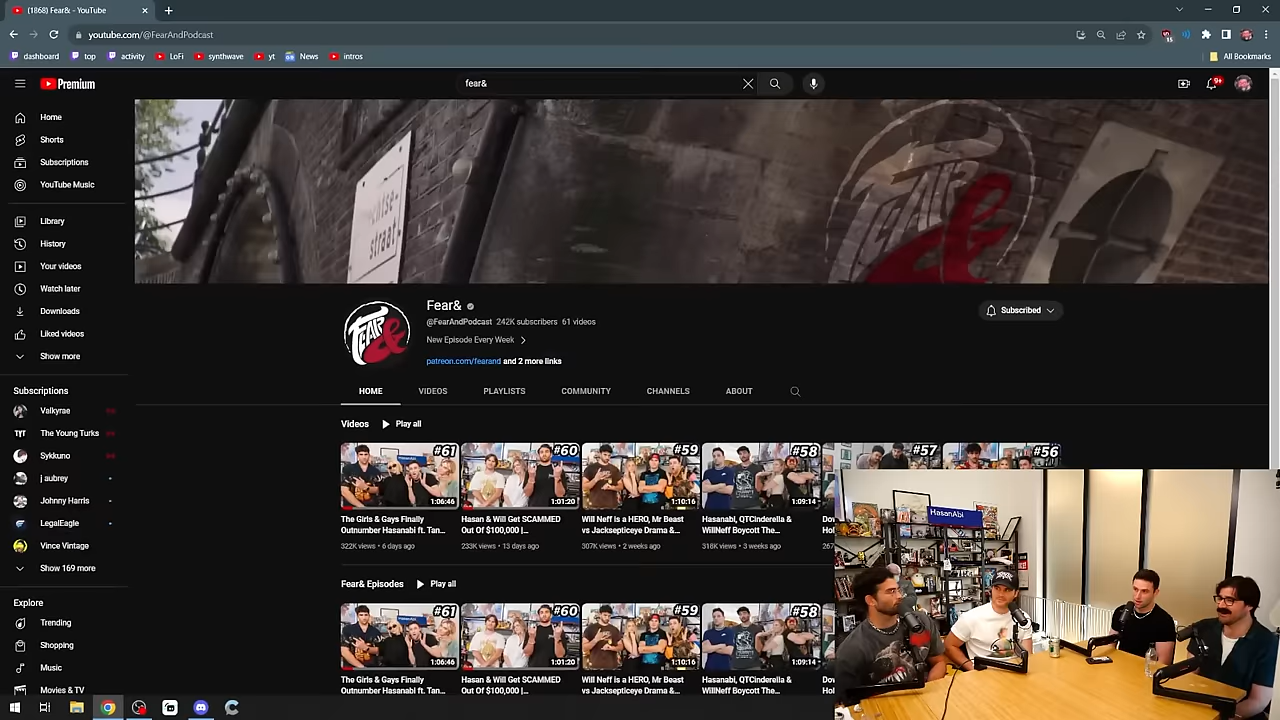 (1868) Fear& - YouTube
youtube.com/@FearAndPodcast
dashboard
top
activity
LoFi
synthwave
yt
News
intros
All Bookmarks
Premium
fear&
9+
Home
Shorts
Subscriptions
YouTube Music
Library
History
Your videos
Watch later
Downloads
Liked videos
Show more
Subscriptions
Valkyrae
The Young Turks
Sykkuno
j aubrey
Johnny Harris
LegalEagle
Vince Vintage
Show 169 more
Explore
Trending
Shopping
Music
Movies & TV
straat
FEAR&
Fear&
@FearAndPodcast 242K subscribers 61 videos
New Episode Every Week
patreon.com/fearand and 2 more links
Subscribed
HOME
VIDEOS
PLAYLISTS
COMMUNITY
CHANNELS
ABOUT
Videos
Play all
#61
1:06:46
#60
1:01:20
#59
1:10:16
#58
1:09:14
#57
#56
The Girls & Gays Finally
Outnumber Hasanabi ft. Tan...
322K views • 6 days ago
Hasan & Will Get SCAMMED
Out Of $100,000 |...
233K views • 13 days ago
Will Neff is a HERO, Mr Beast
vs Jacksepticeye Drama &...
307K views • 2 weeks ago
Hasanabi, QTCinderella &
WillNeff Boycott The...
318K views • 3 weeks ago
Fear& Episodes
Play all
#61
1:06:46
#60
1:01:20
#59
1:10:16
#58
1:09:14
The Girls & Gays Finally
Outnumber Hasanabi ft. Tan...
Hasan & Will Get SCAMMED
Out Of $100,000 |...
Will Neff is a HERO, Mr Beast
vs Jacksepticeye Drama &...
Hasanabi, QTCinderella &
WillNeff Boycott The...
HasanAbi